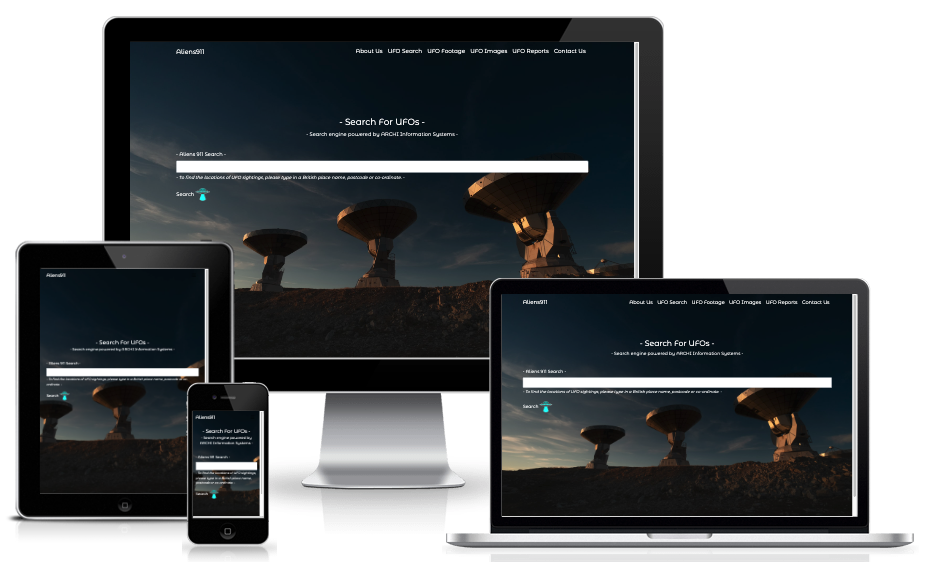 Aliens911
About Us UFO Search UFO Footage UFO Images UFO Reports Contact Us
- Search For UFOs -
- Search engine powered by ARCHI Information Systems -
- Aliens 911 Search -
- To find the locations of UFO sightings, please type in a British place name, postcode or co-ordinate. -
Search
Aliens911
- Search For UFOs -
- Search engine powered by ARCHI Information Systems -
- Aliens 911 Search -
- To find the locations of UFO sightings, please type in a British place name, postcode or co-
ordinate. -
Search
Aliens911
- Search For UFOs -
- Search engine powered by
ARCHI Information Systems -
- Aliens 911 Search -
- To find the locations of UFO sightings,
please type in a British place name,
postcode or co-ordinate. -
Search
Aliens911
About Us UFO Search UFO Footage UFO Images UFO Reports Contact Us
- Search For UFOs -
- Search engine powered by ARCHI Information Systems -
- Aliens 911 Search -
- To find the locations of UFO sightings, please type in a British place name, postcode or co-ordinate. -
Search